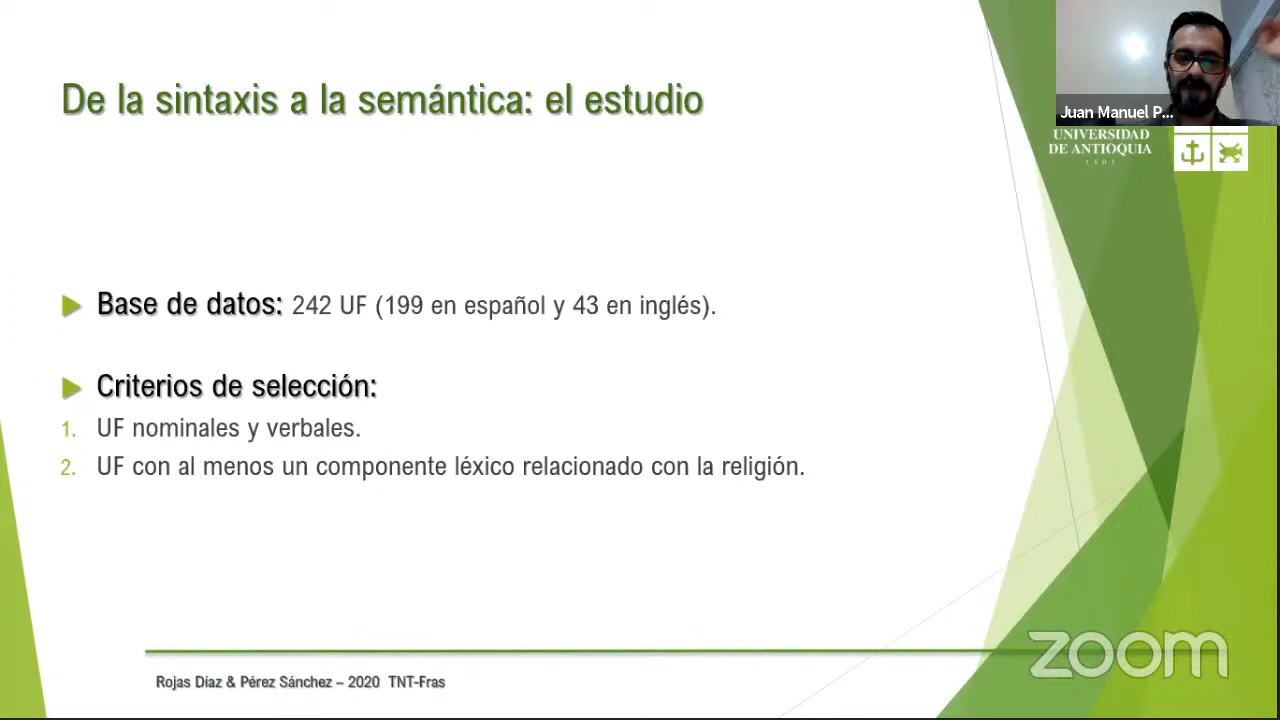 De la sintaxis a la semántica: el estudio
Juan Manuel P...
UNIVERSIDAD
DE ANTIOQUIA
1803
Base de datos: 242 UF (199 en español y 43 en inglés).
Criterios de selección:
1. UF nominales y verbales.
2. UF con al menos un componente léxico relacionado con la religión.
zoom
Rojas Díaz & Pérez Sánchez – 2020 TNT-Fras